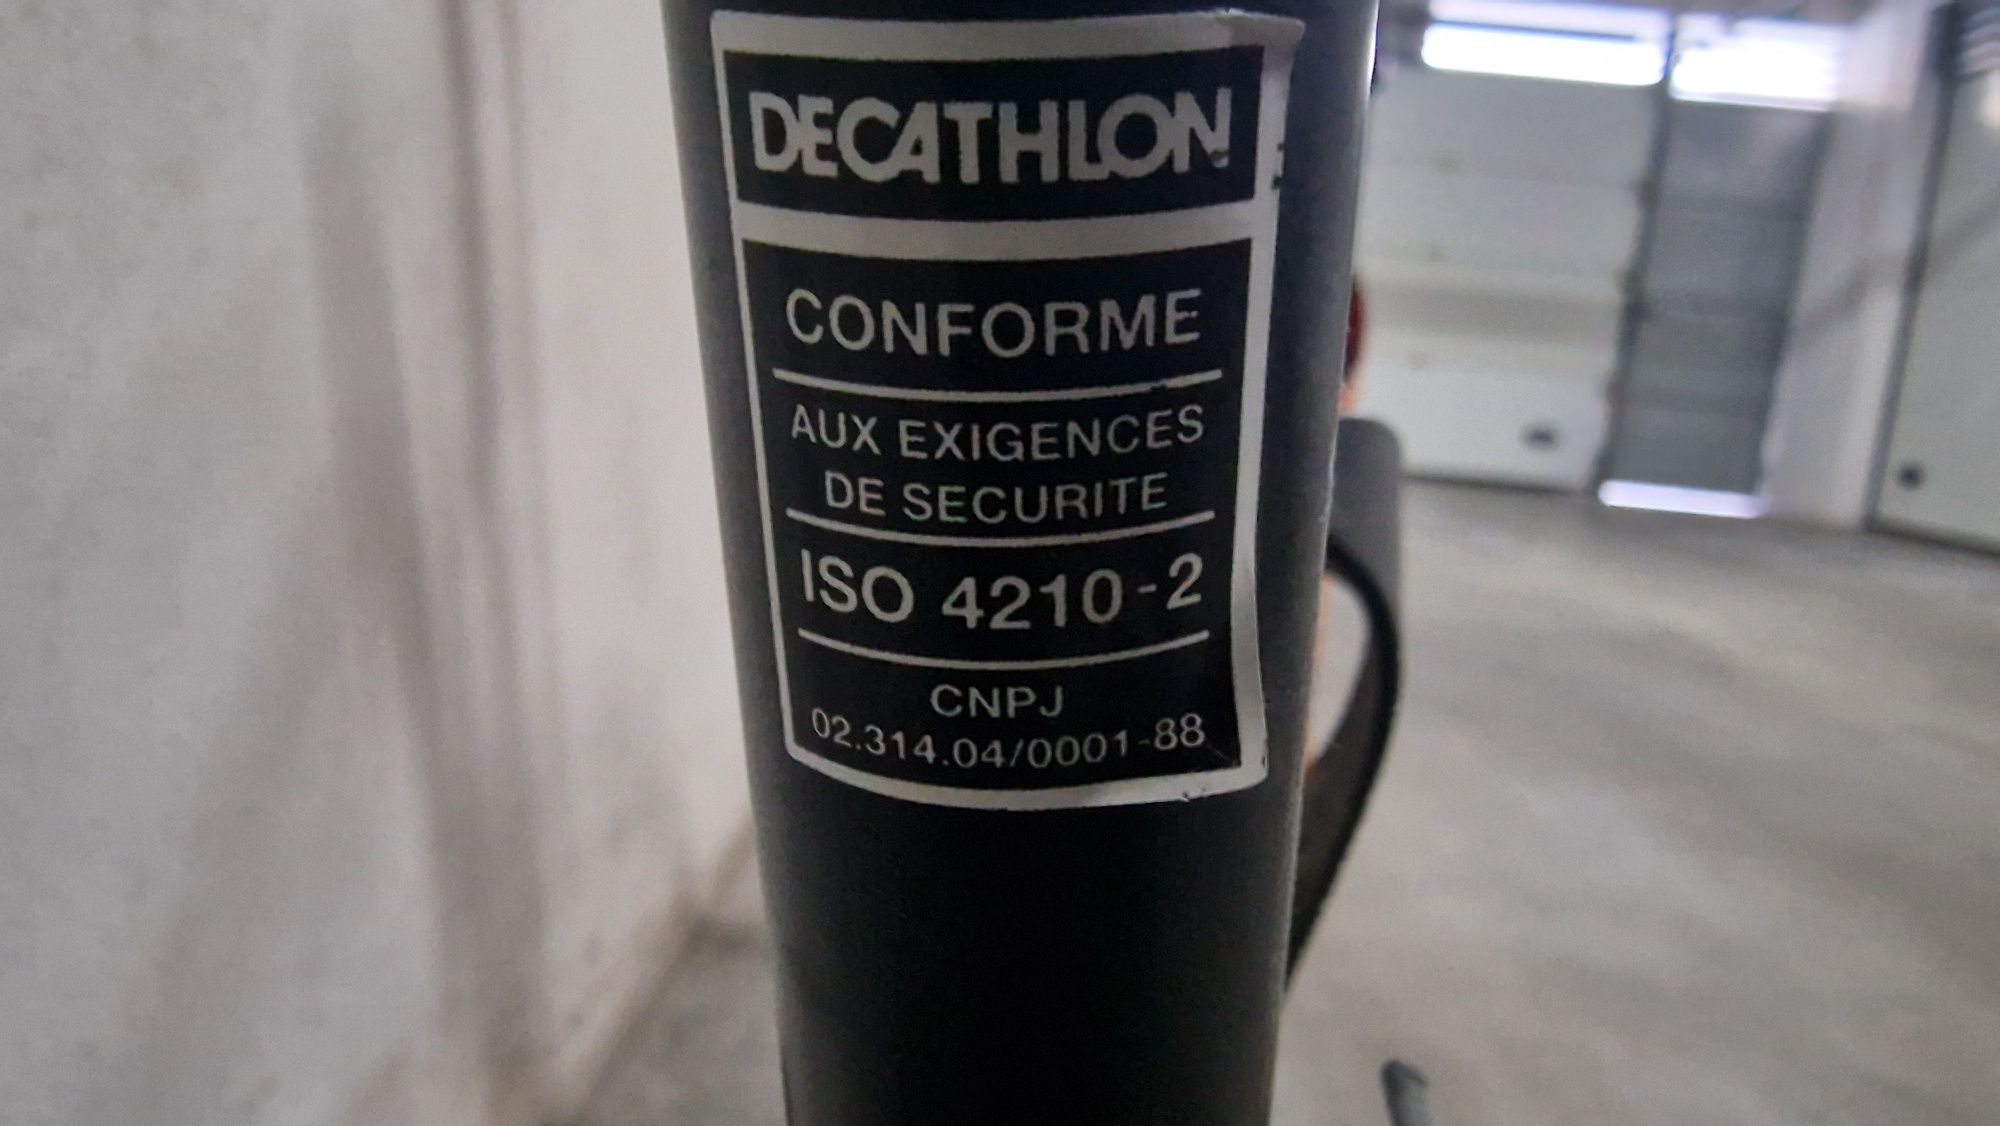 DECATHLON
CONFORME
AUX EXIGENCES
DE SECURITE
ISO 4210-2
CNPJ
02.314.04/0001-88